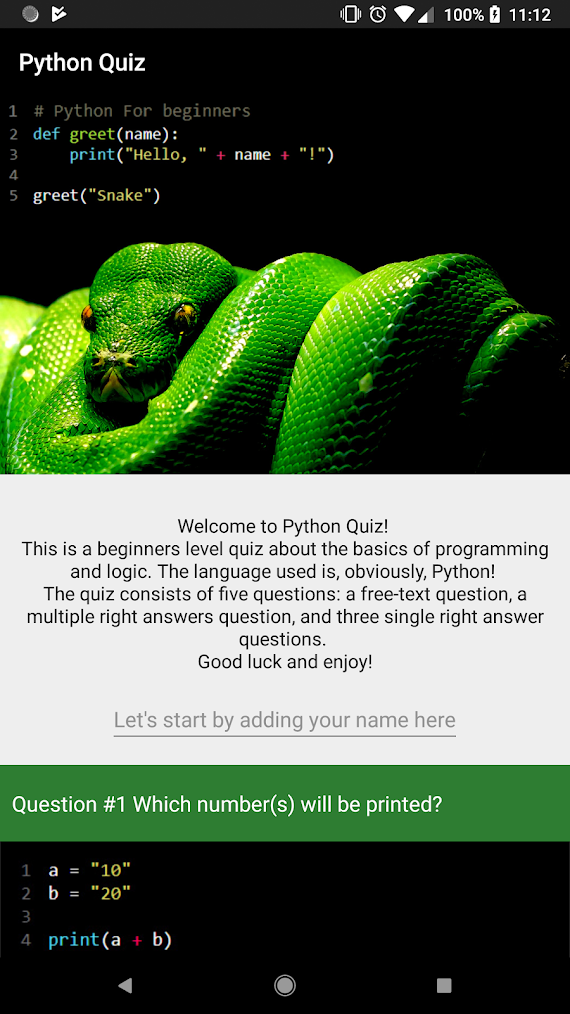 100% 11:12
Python Quiz
1 # Python For beginners
2 def greet(name):
3     print("Hello, " + name + "!")
4
5 greet("Snake")
Welcome to Python Quiz!
This is a beginners level quiz about the basics of programming
and logic. The language used is, obviously, Python!
The quiz consists of five questions: a free-text question, a
multiple right answers question, and three single right answer
questions.
Good luck and enjoy!
Let's start by adding your name here
Question #1 Which number(s) will be printed?
1 a = "10"
2 b = "20"
3
4 print(a + b)